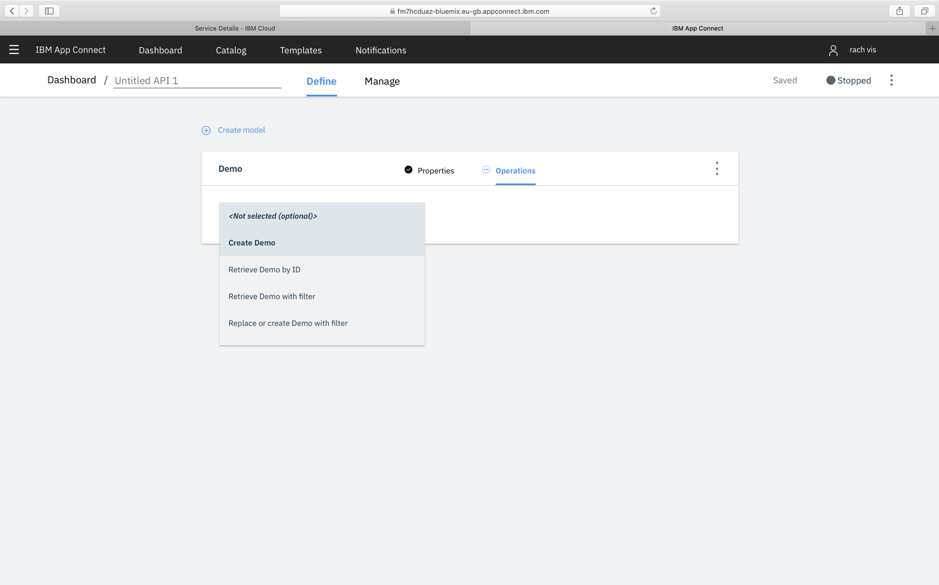 fm7hcduaz-bluemix.eu-gb.appconnect.ibm.com
Service Details - IBM Cloud
IBM App Connect
IBM App Connect
Dashboard
Catalog
Templates
Notifications
rach vis
Dashboard / Untitled API 1
Define
Manage
Saved
Stopped
Create model
Demo
Properties
Operations
<Not selected (optional)>
Create Demo
Retrieve Demo by ID
Retrieve Demo with filter
Replace or create Demo with filter